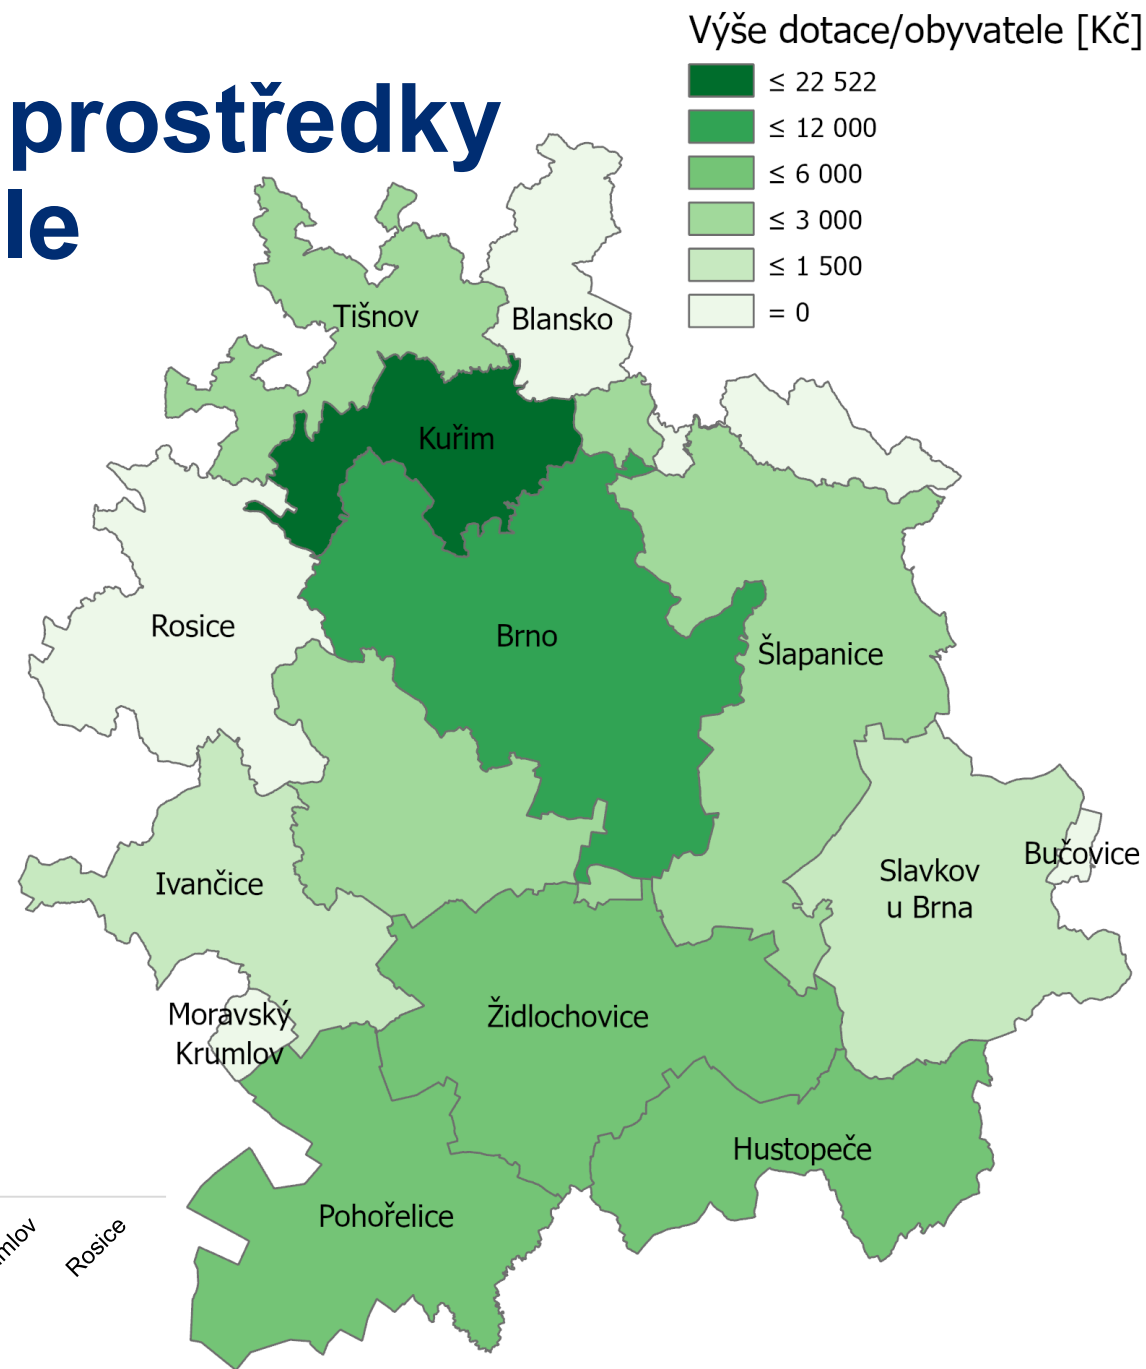 Výše dotace/obyvatele [Kč]
≤ 22 522
≤ 12 000
≤ 6 000
≤ 3 000
≤ 1 500
= 0
prostředky
le
Tišnov
Blansko
Kuřim
Rosice
Brno
Šlapanice
Ivančice
Slavkov
u Brna
Bučovice
Moravský
Krumlov
Židlochovice
Hustopeče
Pohořelice
mlov
Rosice